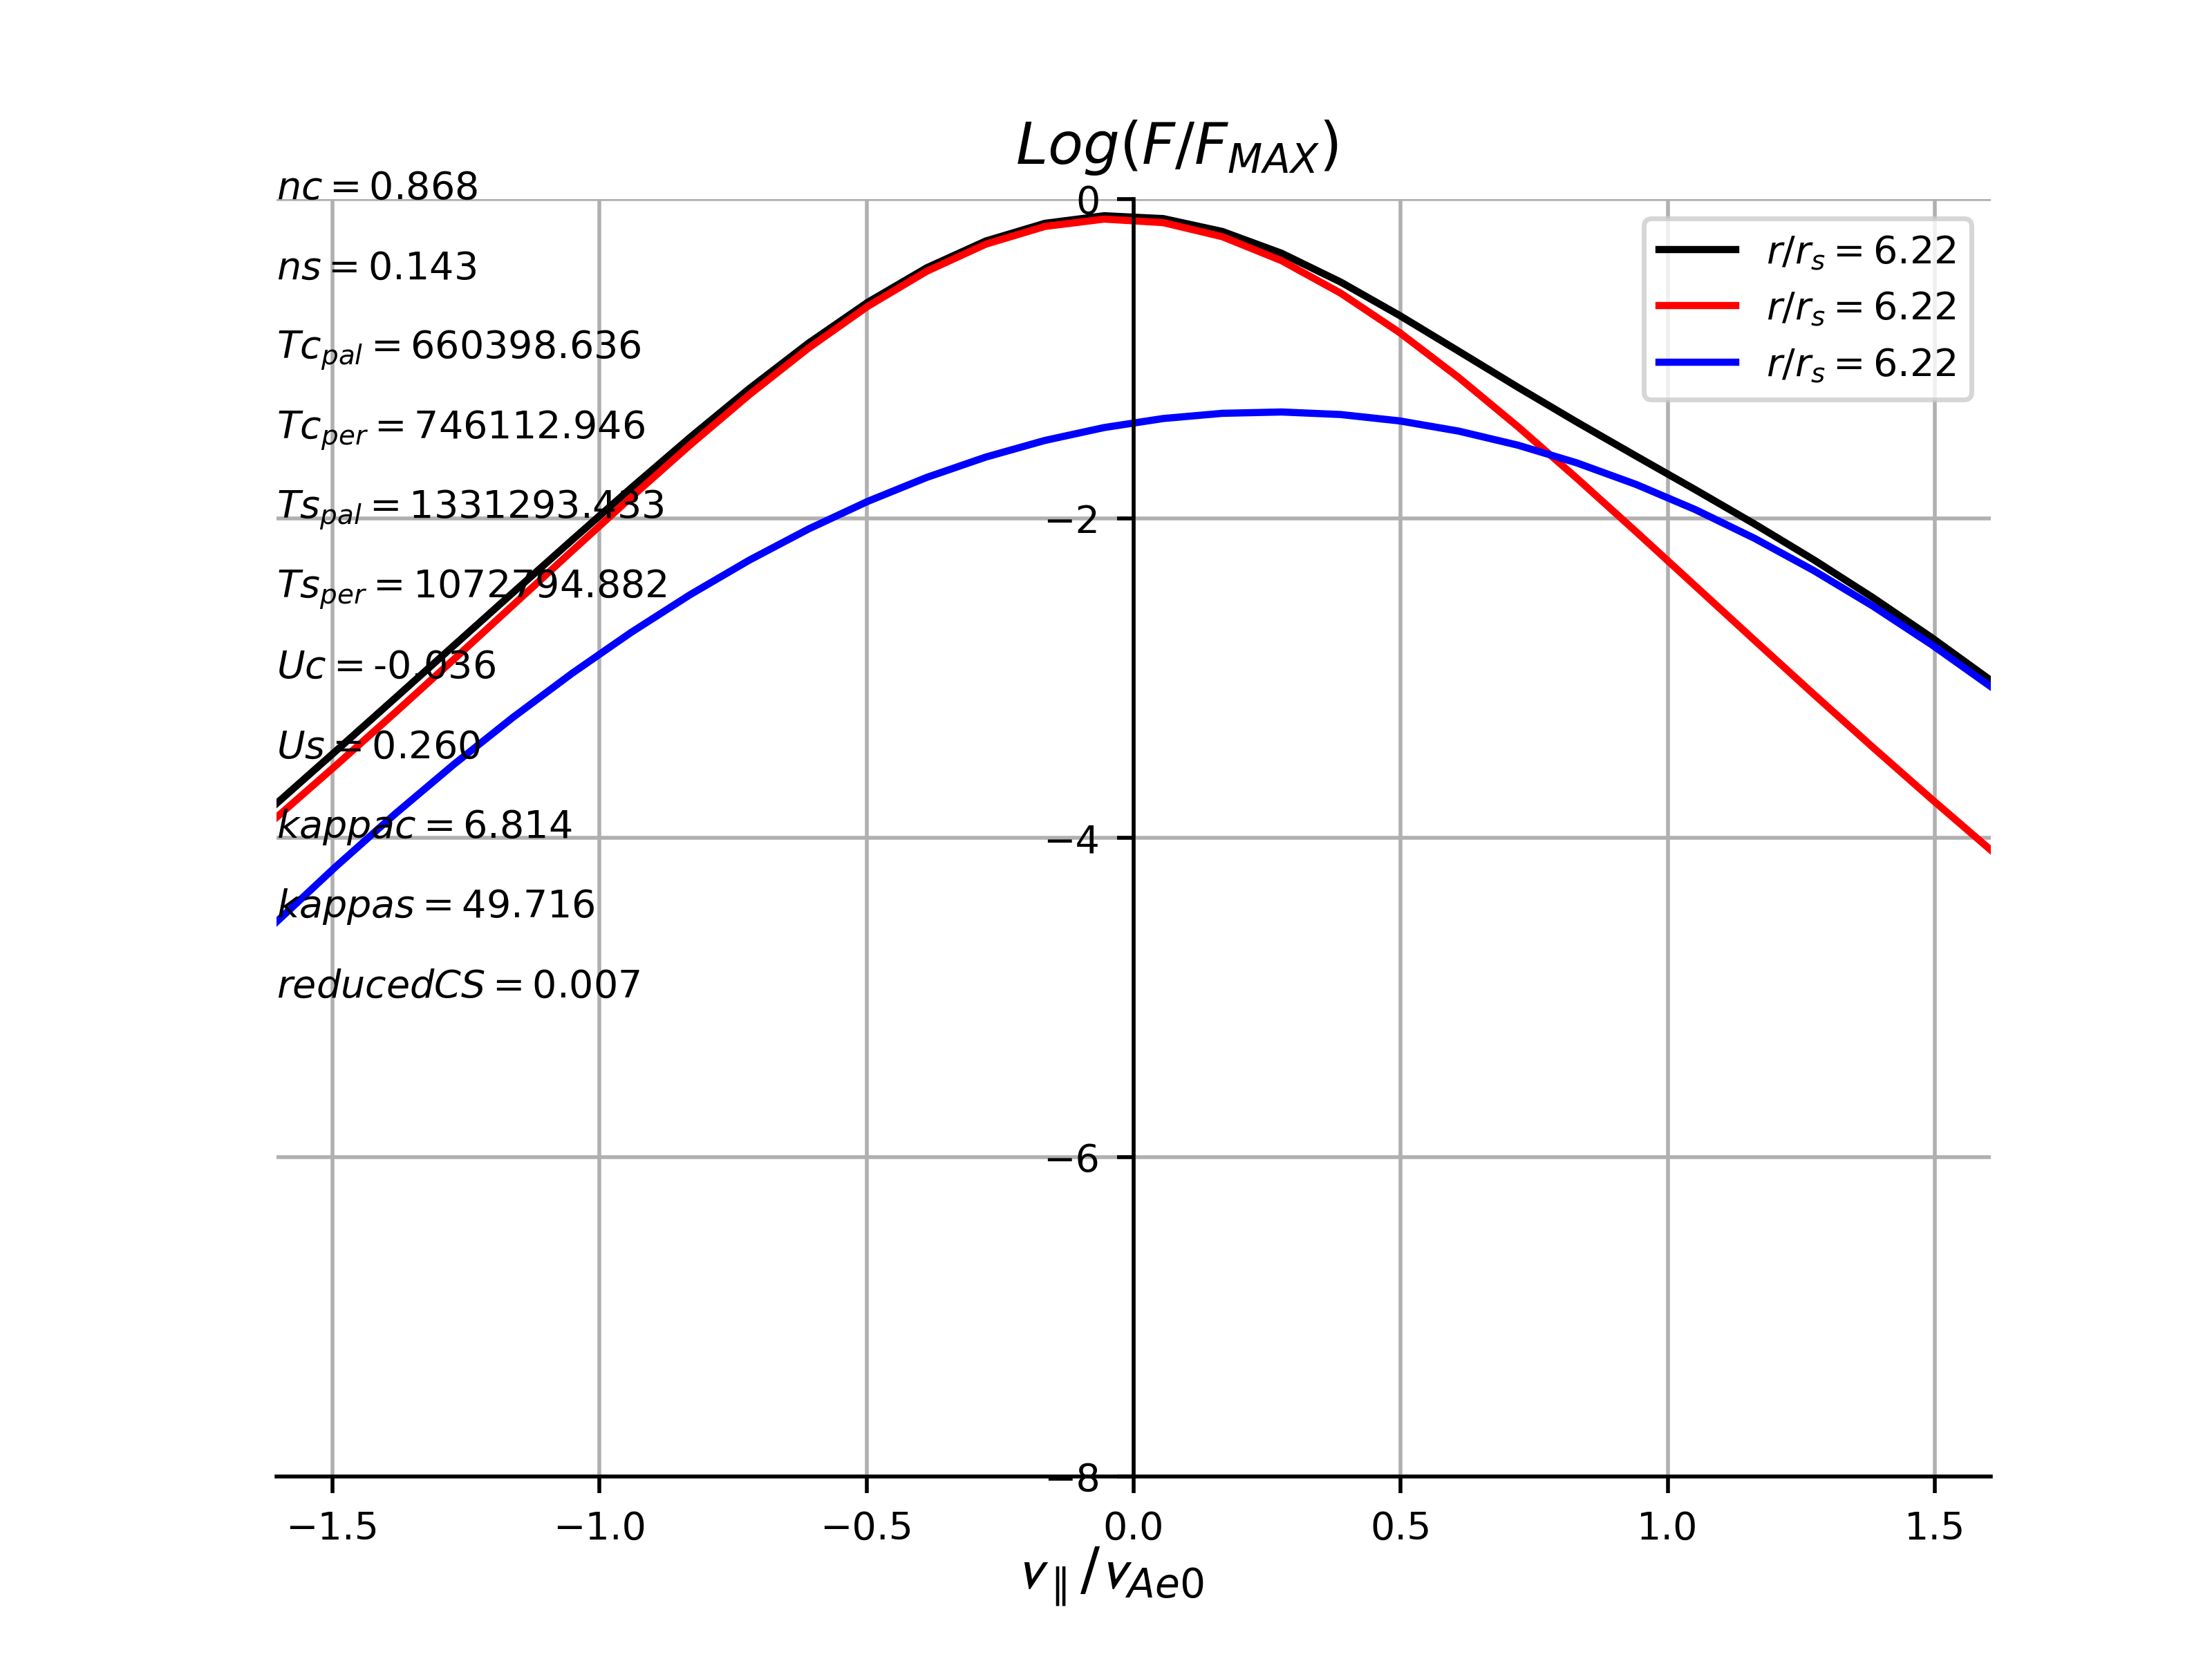 Log(F/F_MAX)
nc = 0.868
ns = 0.143
Tc_pal = 660398.636
Tc_per = 746112.946
Ts_pal = 1331293.433
Ts_per = 1072794.882
Uc = -0.036
Us = 0.260
kappac = 6.814
kappas = 49.716
reducedCS = 0.007
r/r_s = 6.22
r/r_s = 6.22
r/r_s = 6.22
0
−2
−4
−6
−8
−1.5 −1.0 −0.5 0.0 0.5 1.0 1.5
v_∥/v_Ae0